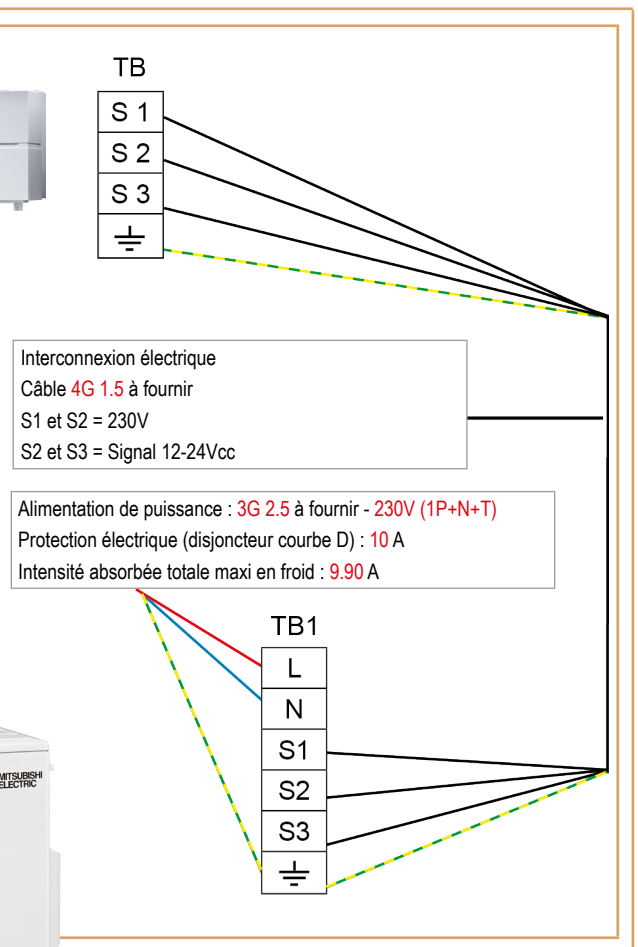 TB
S 1
S 2
S 3
Interconnexion électrique
Câble 4G 1.5 à fournir
S1 et S2 = 230V
S2 et S3 = Signal 12-24Vcc
Alimentation de puissance : 3G 2.5 à fournir - 230V (1P+N+T)
Protection électrique (disjoncteur courbe D) : 10 A
Intensité absorbée totale maxi en froid : 9.90 A
TB1
L
N
S1
S2
S3
MITSUBISHI
ELECTRIC